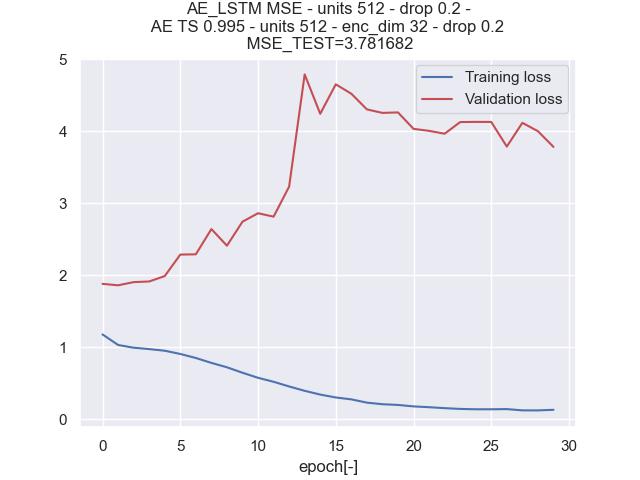 AE_LSTM MSE - units 512 - drop 0.2 -
AE TS 0.995 - units 512 - enc_dim 32 - drop 0.2
MSE_TEST=3.781682
Training loss
Validation loss
5
4
3
2
1
0
0 5 10 15 20 25 30
epoch[-]